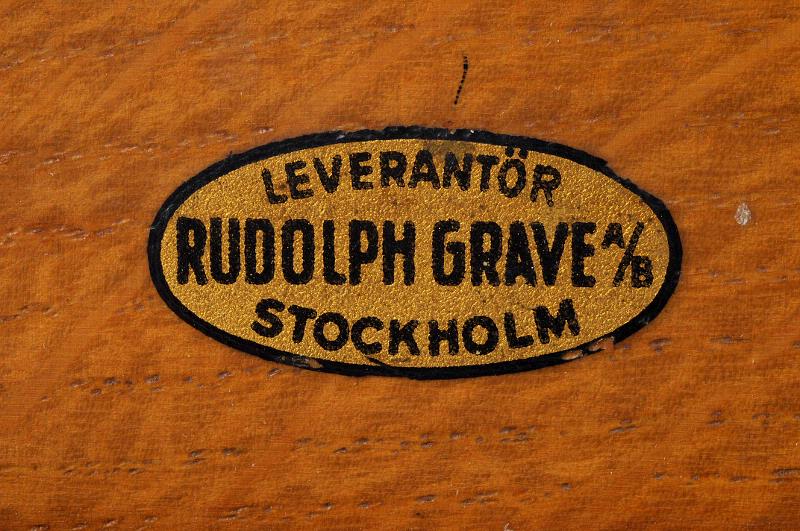 LEVERANTÖR
RUDOLPH GRAVE A/B
STOCKHOLM